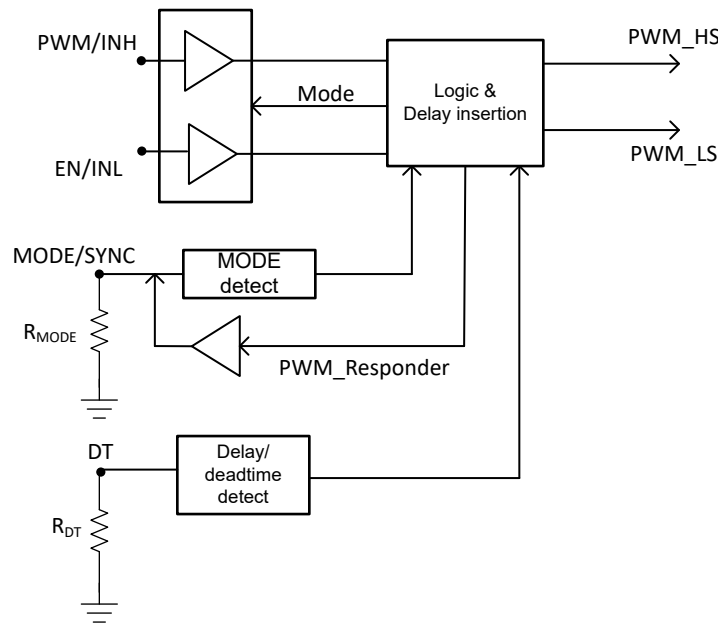 PWM/INH
PWM_HS
Logic &
Delay insertion
Mode
EN/INL
PWM_LS
MODE/SYNC
MODE
detect
RMODE
PWM_Responder
DT
Delay/
deadtime
detect
RDT